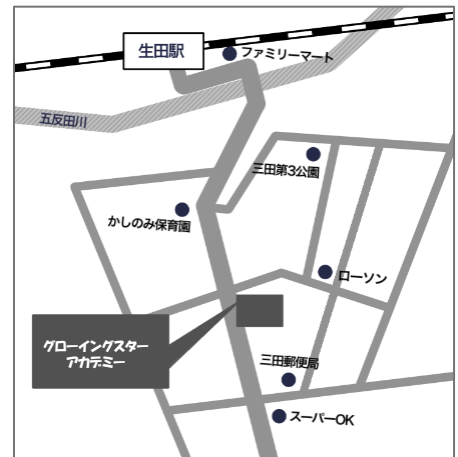 生田駅
ファミリーマート
五反田川
三田第3公園
かしのみ保育園
ローソン
グローイングスター
アカデミー
三田郵便局
スーパーOK